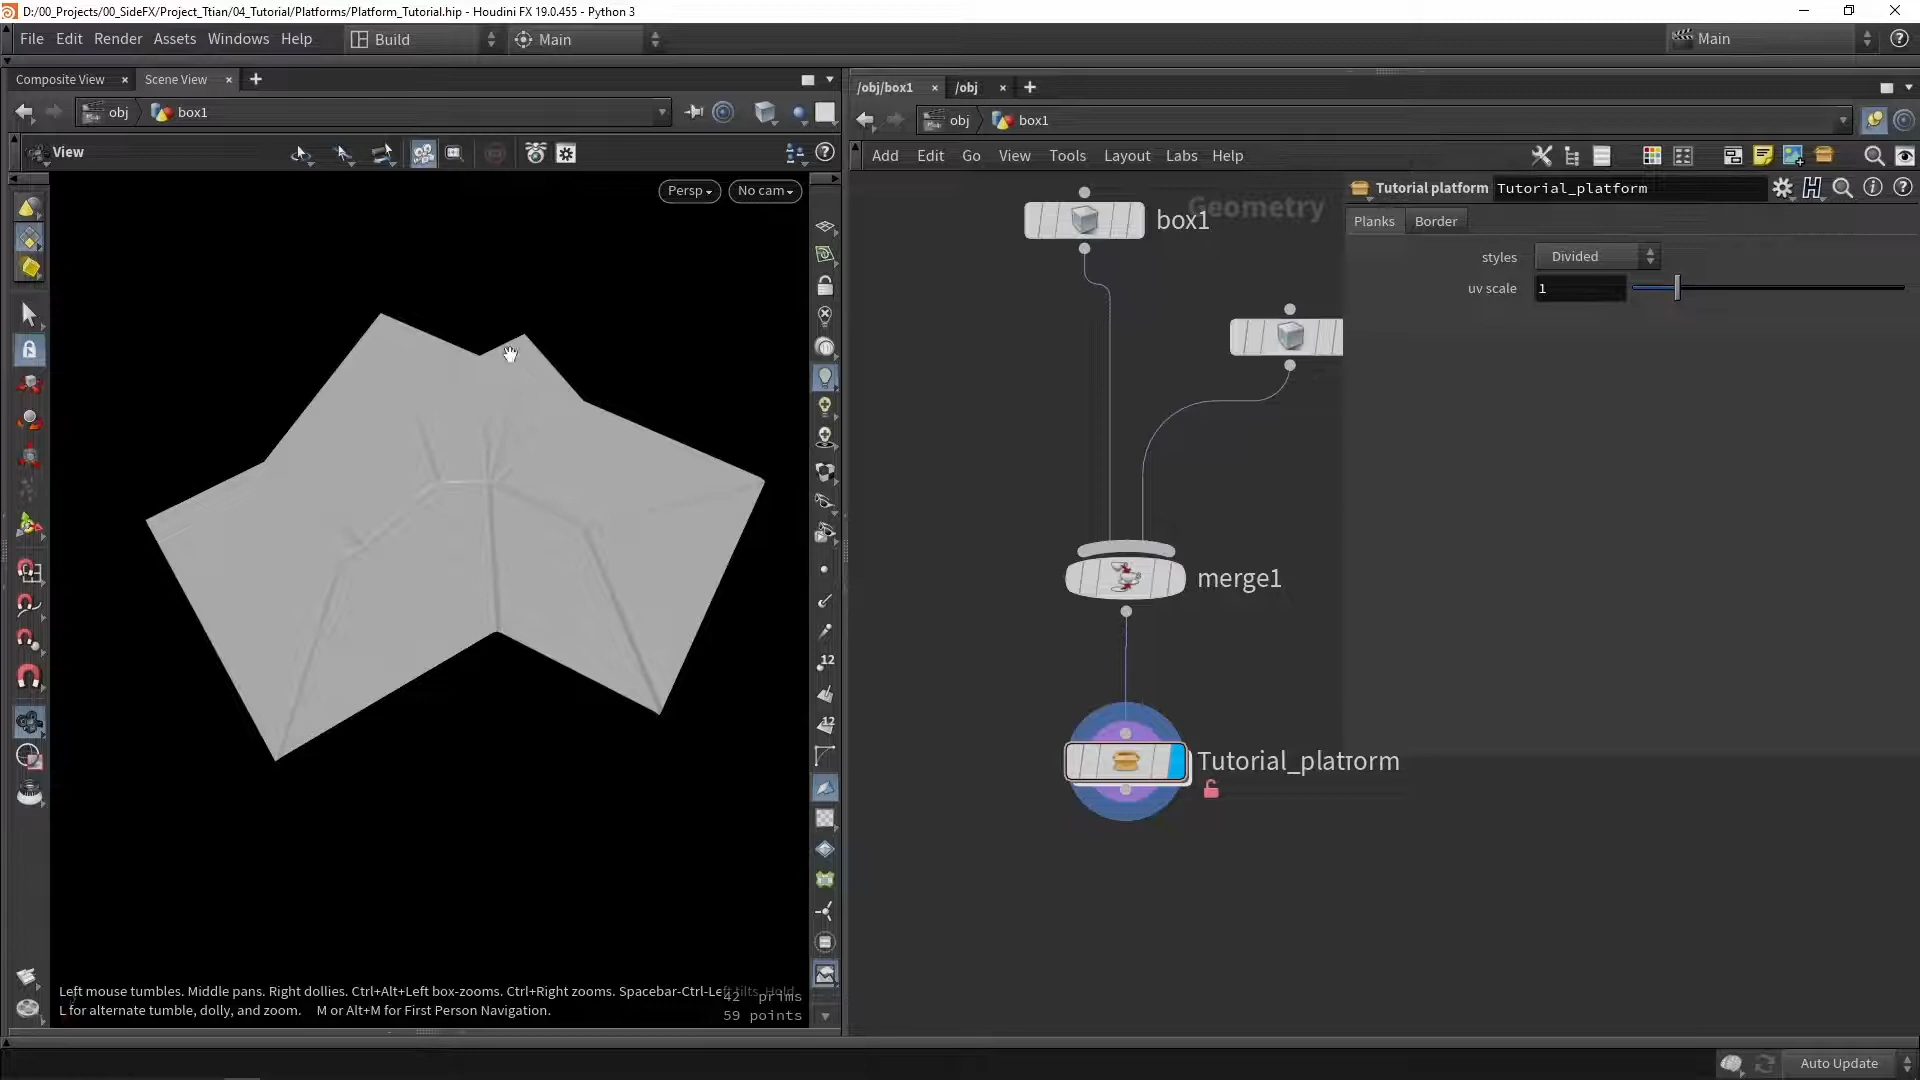 D:/00_Projects/00_SideFX/Project_Ttian/04_Tutorial/Platforms/Platform_Tutorial.hip - Houdini FX 19.0.455 - Python 3
File Edit Render Assets Windows Help Build Main Main
Composite View Scene View
obj box1
View
Persp No cam
Left mouse tumbles. Middle pans. Right dollies. Ctrl+Alt+Left box-zooms. Ctrl+Right zooms. Spacebar-Ctrl-Left tilts. Hold
L for alternate tumble, dolly, and zoom. M or Alt+M for First Person Navigation.
42 prims
59 points
12
12
/obj/box1 /obj
obj box1
Add Edit Go View Tools Layout Labs Help
Geometry
box1
merge1
Tutorial_platform
Tutorial platform Tutorial_platform
Planks Border
styles Divided
uv scale 1
Auto Update